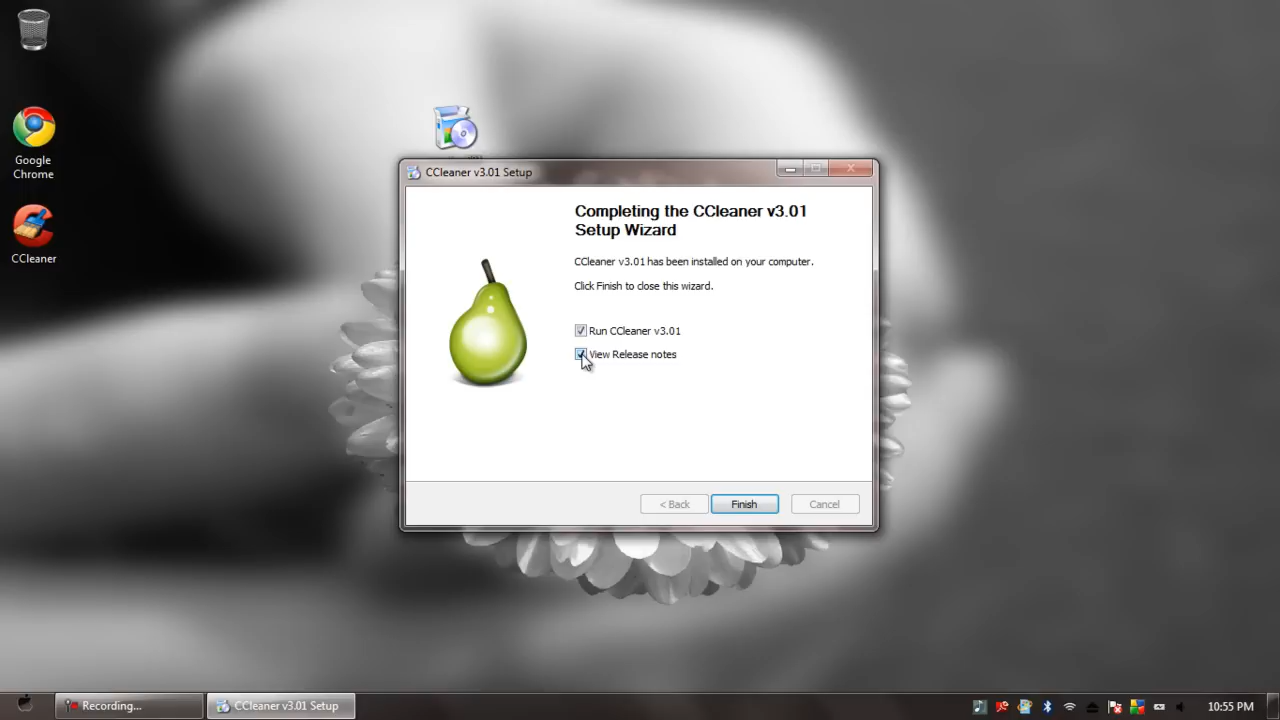 Google
Chrome
CCleaner
CCleaner v3.01 Setup
Completing the CCleaner v3.01
Setup Wizard
CCleaner v3.01 has been installed on your computer.
Click Finish to close this wizard.
Run CCleaner v3.01
View Release notes
< Back
Finish
Cancel
Recording...
CCleaner v3.01 Setup
10:55 PM